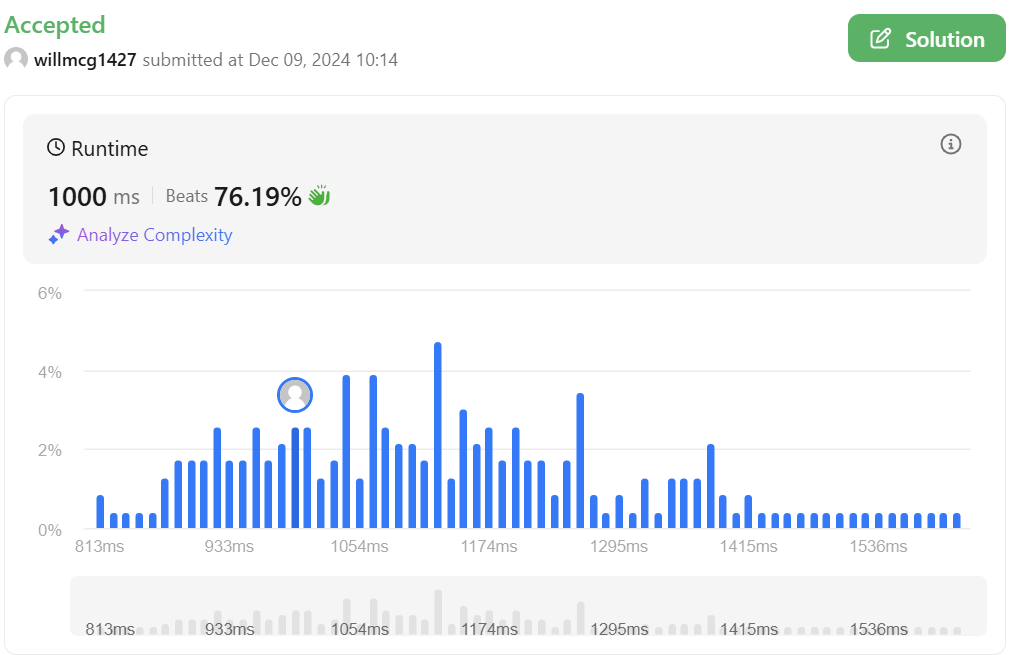 Accepted
willmcg1427 submitted at Dec 09, 2024 10:14
Solution
Runtime
1000 ms Beats 76.19%
Analyze Complexity
6%
4%
2%
0%
813ms 933ms 1054ms 1174ms 1295ms 1415ms 1536ms
813ms 933ms 1054ms 1174ms 1295ms 1415ms 1536ms